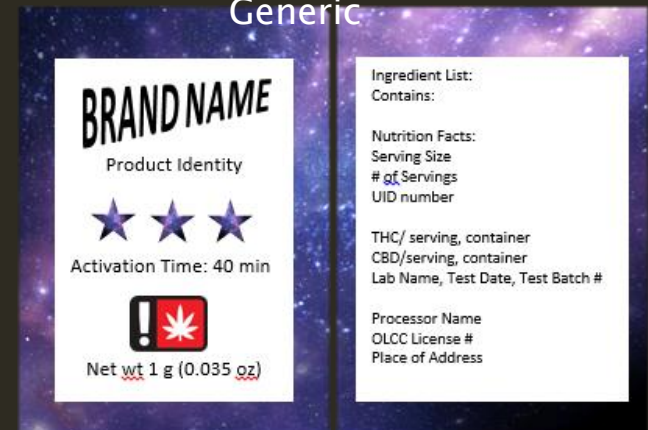 Generic
BRAND NAME
Product Identity
Activation Time: 40 min
!
Net wt 1 g (0.035 oz)
Ingredient List:
Contains:
Nutrition Facts:
Serving Size
# of Servings
UID number
THC/ serving, container
CBD/serving, container
Lab Name, Test Date, Test Batch #
Processor Name
OLCC License #
Place of Address